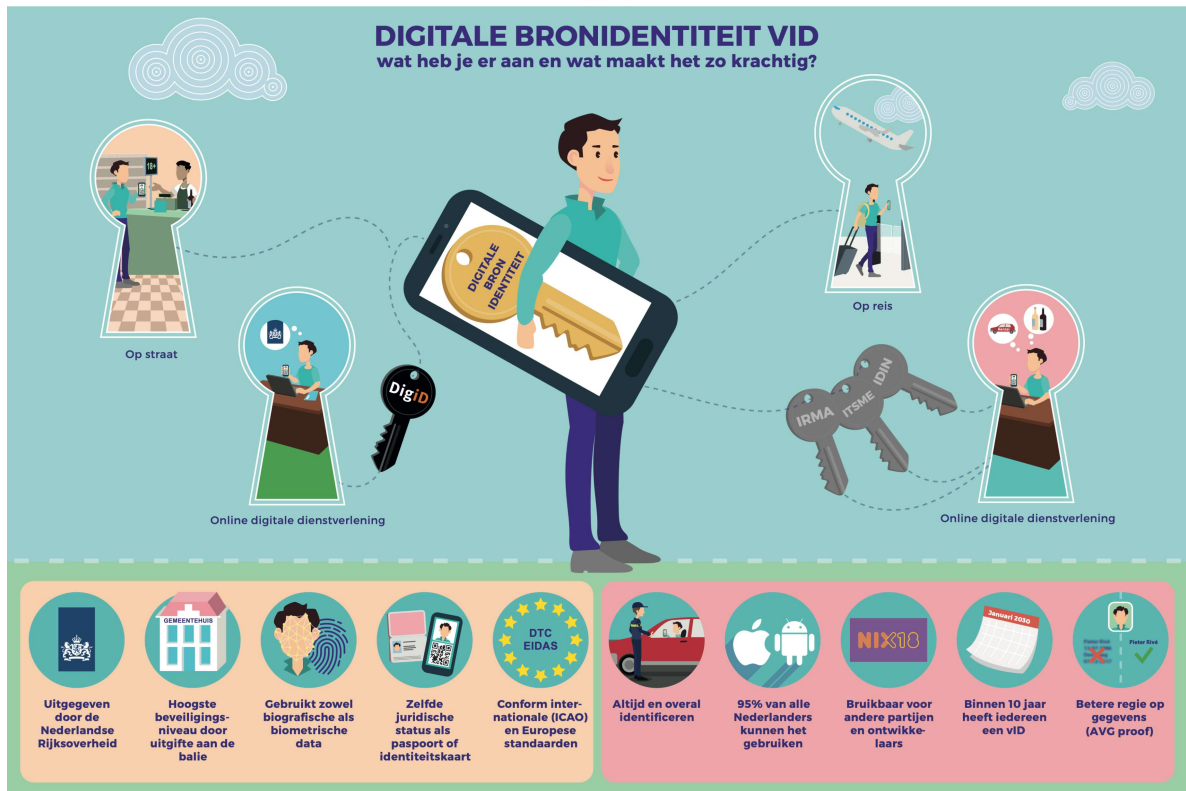 DIGITALE BRONIDENTITEIT VID
wat heb je er aan en wat maakt het zo krachtig?
18+
Op straat
DIGITALE
BRON
IDENTITEIT
Op reis
DigiD
Online digitale dienstverlening
IRMA
ITSME
IDIN
Online digitale dienstverlening
Uitgegeven
door de
Nederlandse
Rijksoverheid
GEMEENTEHUIS
Hoogste
beveiligings-
niveau door
uitgifte aan de
balie
Gebruikt zowel
biografische als
biometrische
data
Zelfde
juridische
status als
paspoort of
identiteitskaart
DTC
EIDAS
Conform inter-
nationale (ICAO)
en Europese
standaarden
Altijd en overal
identificeren
95% van alle
Nederlanders
kunnen het
gebruiken
NIX18
Bruikbaar voor
andere partijen
en ontwikke-
laars
Januari 2030
Binnen 10 jaar
heeft iedereen
een vID
Pieter Rivé
Betere regie op
gegevens
(AVG proof)